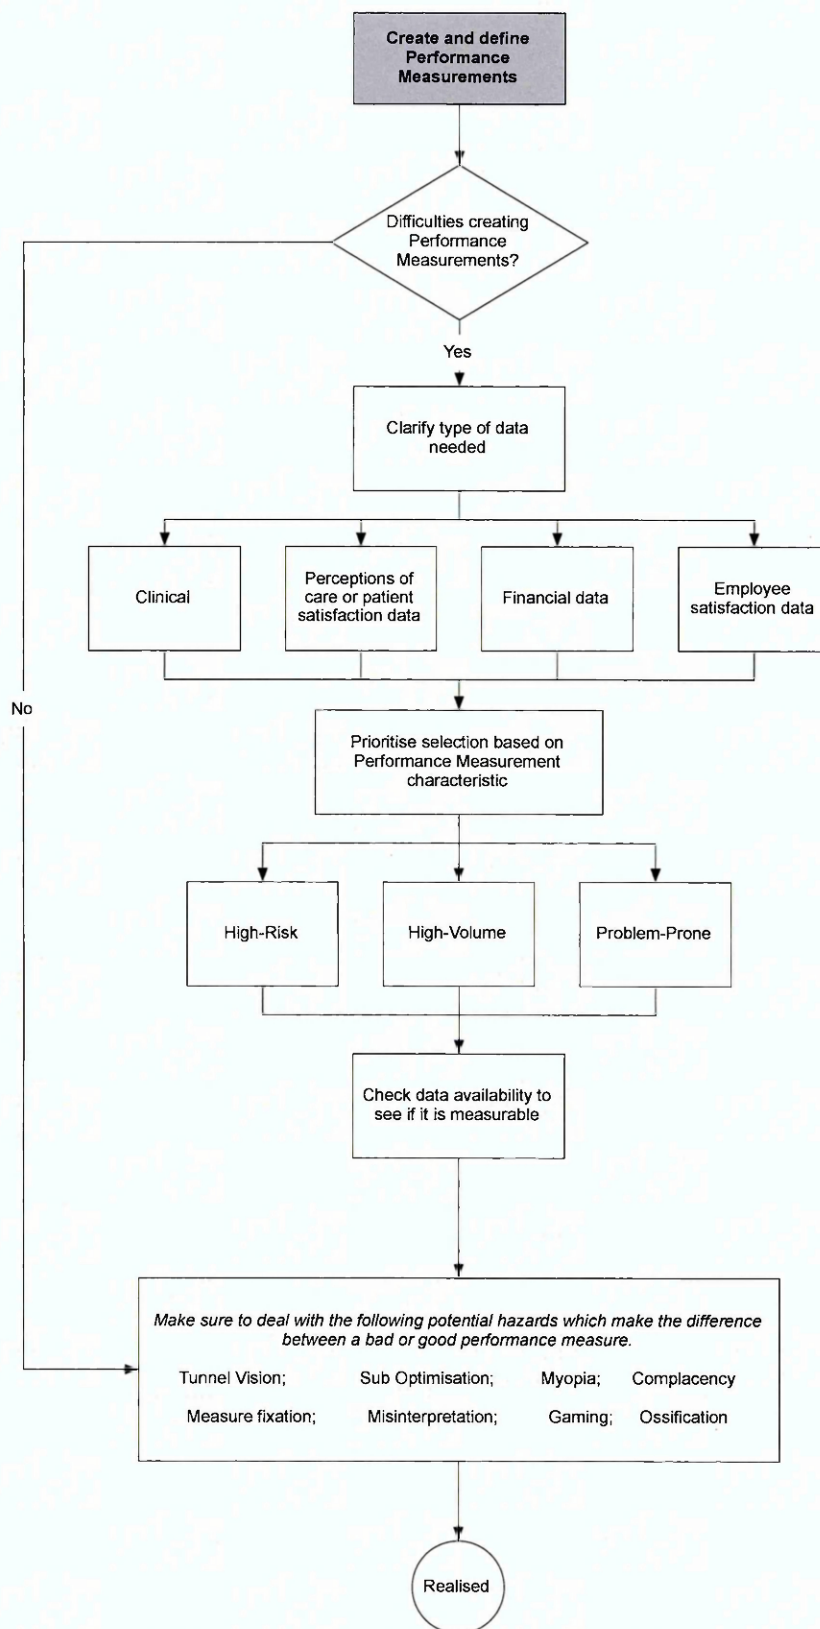 Create and define
Performance
Measurements
Difficulties creating
Performance
Measurements?
Yes
Clarify type of data
needed
Clinical
Perceptions of
care or patient
satisfaction data
Financial data
Employee
satisfaction data
No
Prioritise selection based on
Performance Measurement
characteristic
High-Risk
High-Volume
Problem-Prone
Check data availability to
see if it is measurable
Make sure to deal with the following potential hazards which make the difference
between a bad or good performance measure.
Tunnel Vision; Sub Optimisation; Myopia; Complacency
Measure fixation; Misinterpretation; Gaming; Ossification
Realised